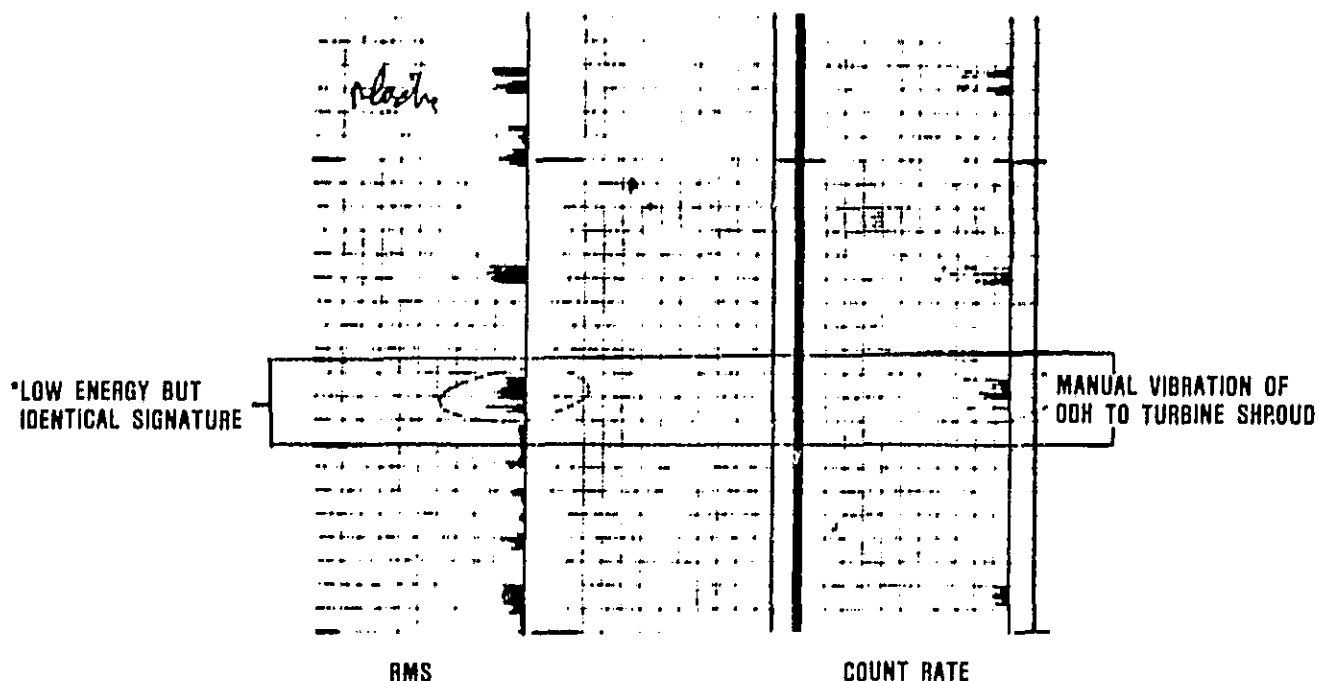 *LOW ENERGY BUT
IDENTICAL SIGNATURE
MANUAL VIBRATION OF
ODH TO TURBINE SHROUD
RMS
COUNT RATE